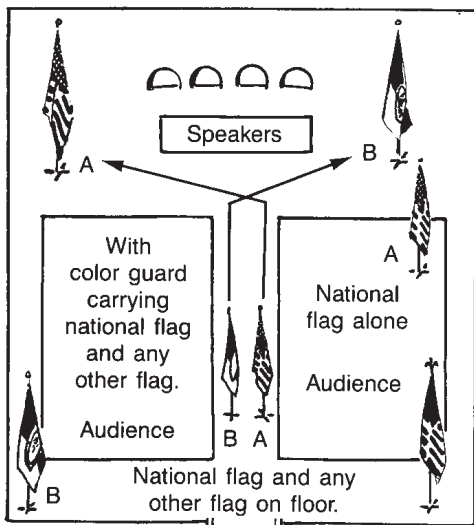 Speakers
A
B
A
With
color guard
carrying
national flag
and any
other flag.
Audience
National
flag alone
Audience
B
B A
National flag and any
other flag on floor.